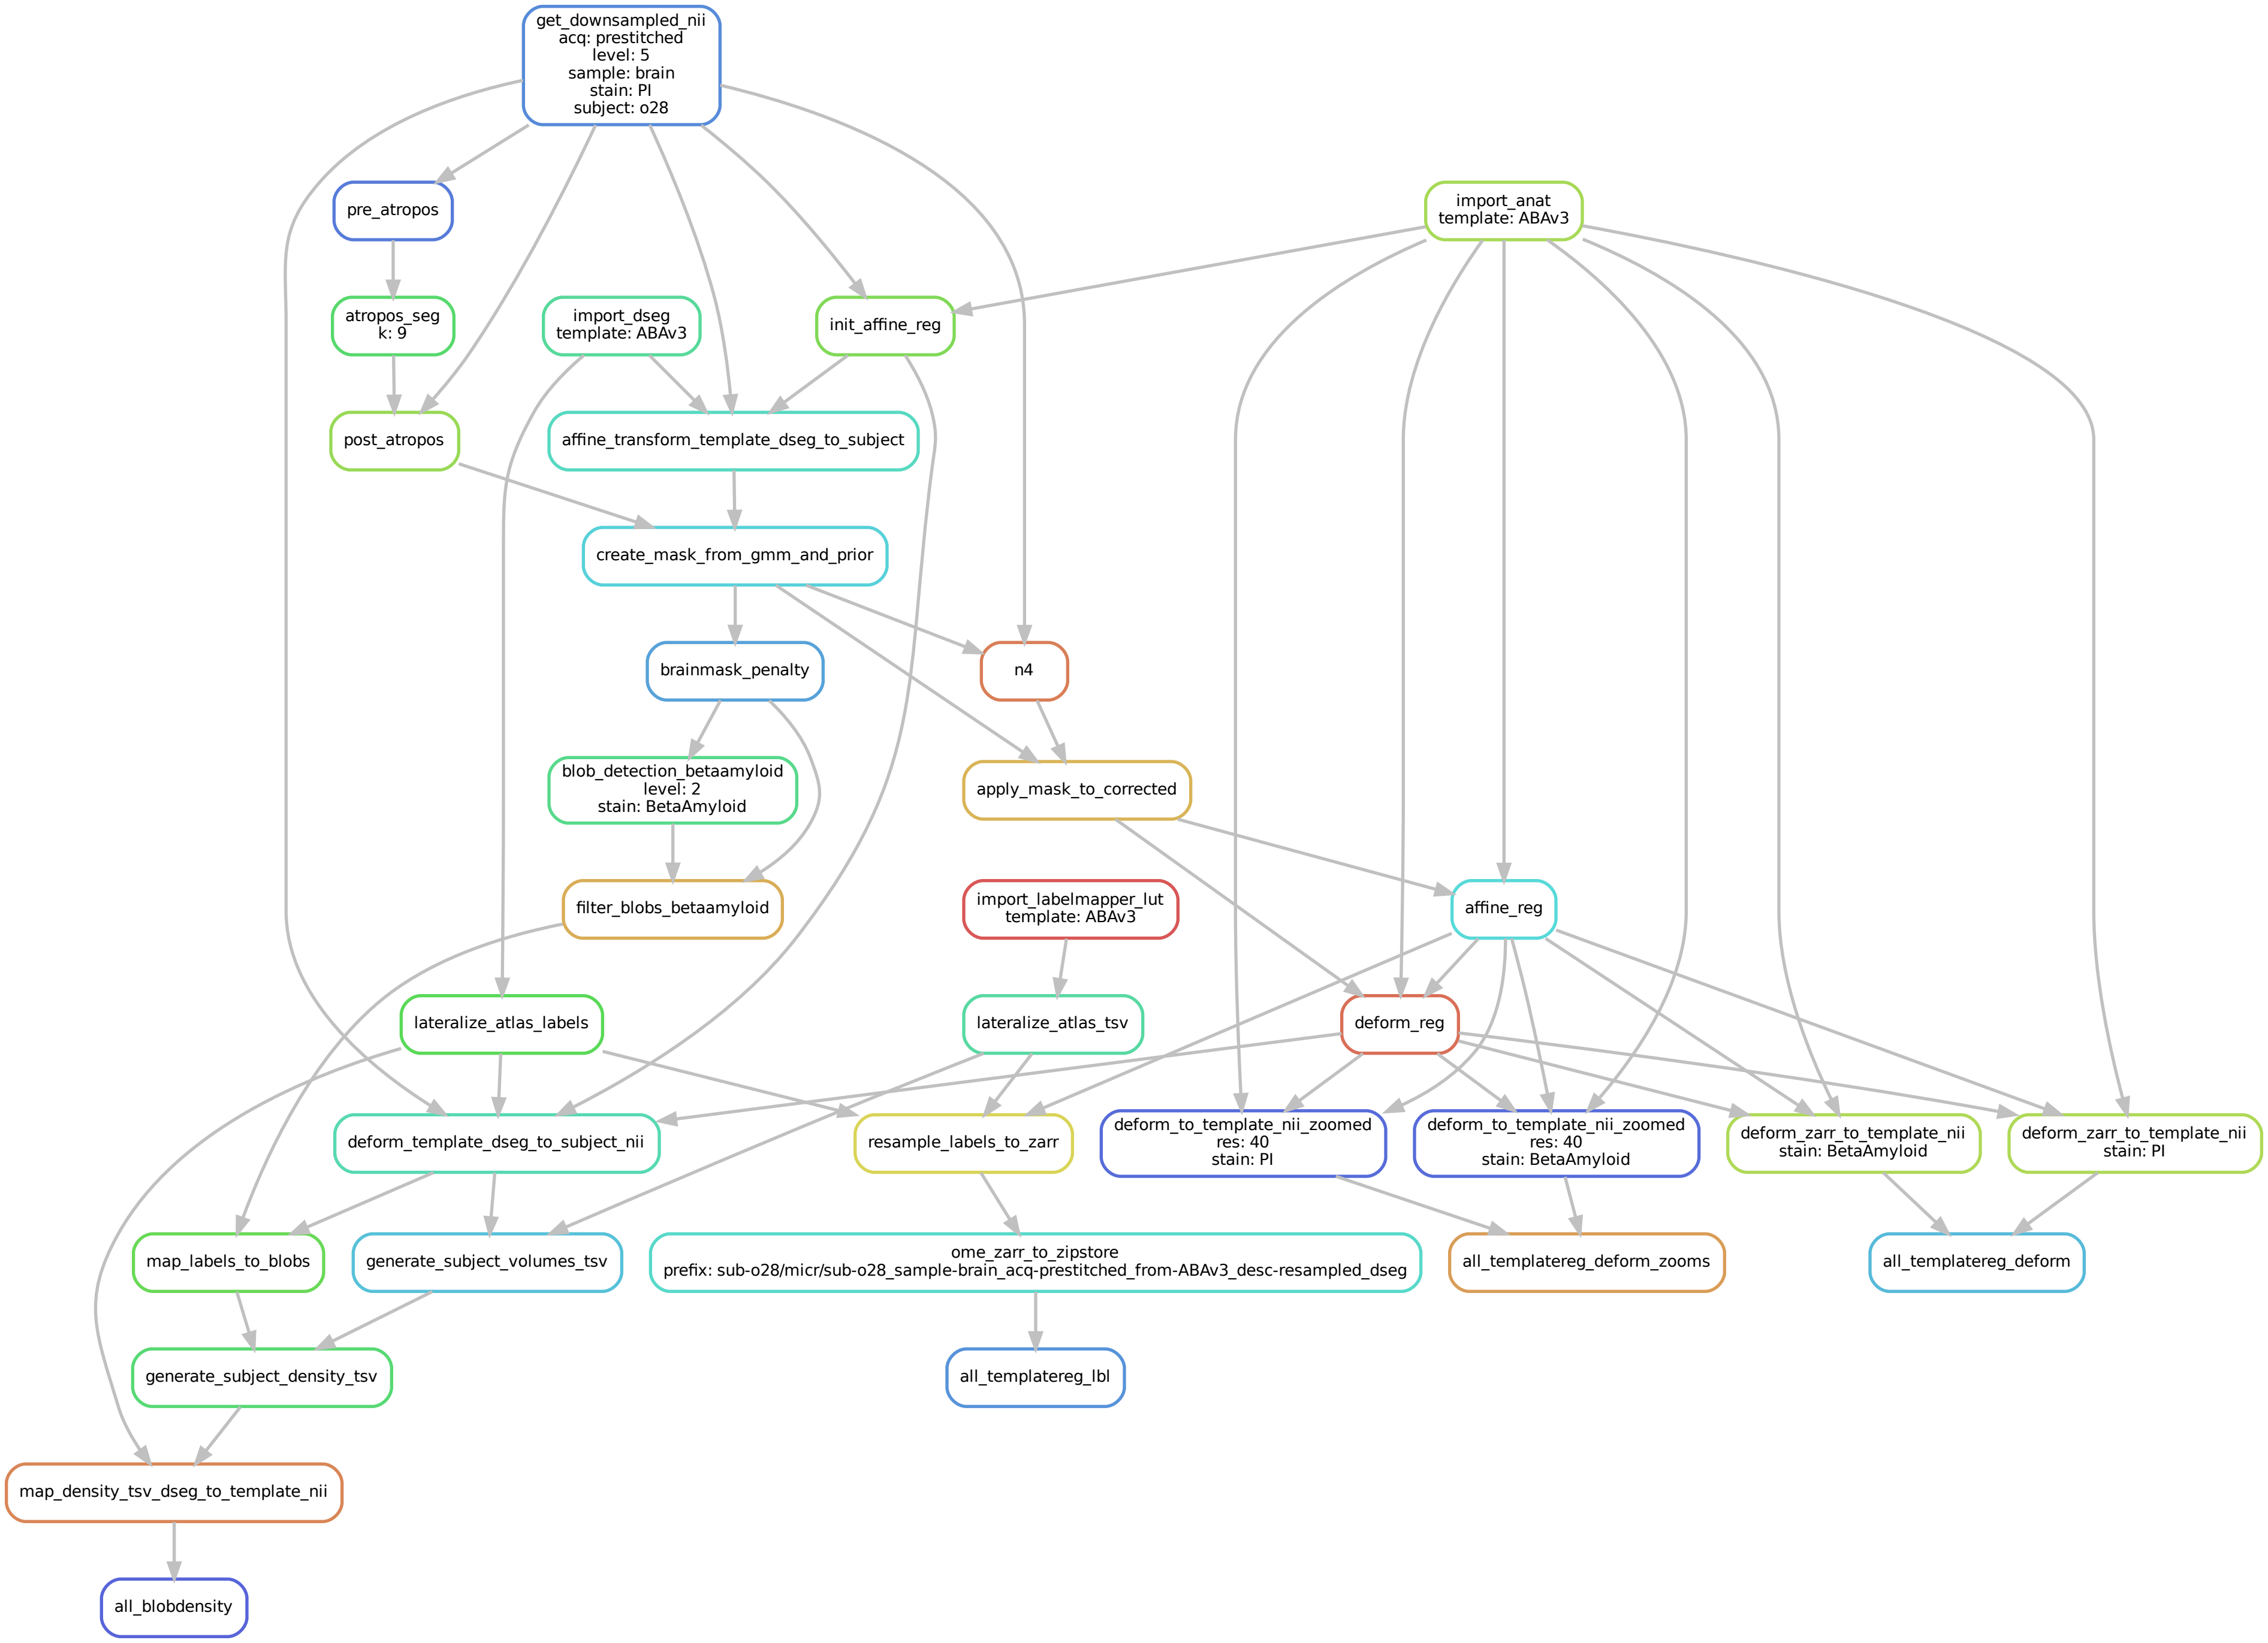 get_downsampled_nii
acq: prestitched
level: 5
sample: brain
stain: PI
subject: o28
pre_atropos
import_anat
template: ABAv3
atropos_seg
k: 9
import_dseg
template: ABAv3
init_affine_reg
post_atropos
affine_transform_template_dseg_to_subject
create_mask_from_gmm_and_prior
brainmask_penalty
n4
blob_detection_betaamyloid
level: 2
stain: BetaAmyloid
apply_mask_to_corrected
filter_blobs_betaamyloid
import_labelmapper_lut
template: ABAv3
affine_reg
lateralize_atlas_labels
lateralize_atlas_tsv
deform_reg
deform_template_dseg_to_subject_nii
resample_labels_to_zarr
deform_to_template_nii_zoomed
res: 40
stain: PI
deform_to_template_nii_zoomed
res: 40
stain: BetaAmyloid
deform_zarr_to_template_nii
stain: BetaAmyloid
deform_zarr_to_template_nii
stain: PI
map_labels_to_blobs
generate_subject_volumes_tsv
ome_zarr_to_zipstore
prefix: sub-o28/micr/sub-o28_sample-brain_acq-prestitched_from-ABAv3_desc-resampled_dseg
all_templatereg_deform_zooms
all_templatereg_deform
generate_subject_density_tsv
all_templatereg_lbl
map_density_tsv_dseg_to_template_nii
all_blobdensity